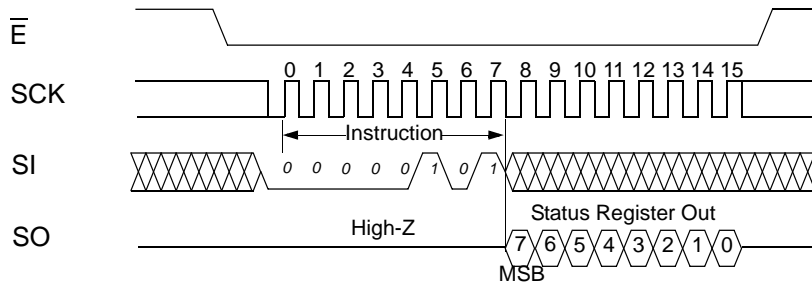 E̅
SCK 0 1 2 3 4 5 6 7 8 9 10 11 12 13 14 15
Instruction
SI 0 0 0 0 0 1 0 1
High-Z Status Register Out
SO 7 6 5 4 3 2 1 0
MSB